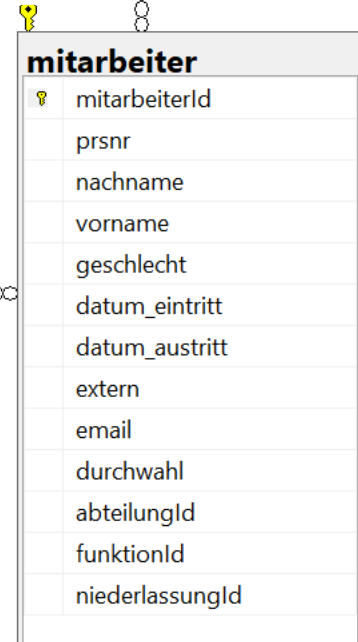 mitarbeiter
mitarbeiterId
prsnr
nachname
vorname
geschlecht
datum_eintritt
datum_austritt
extern
email
durchwahl
abteilungId
funktionId
niederlassungId